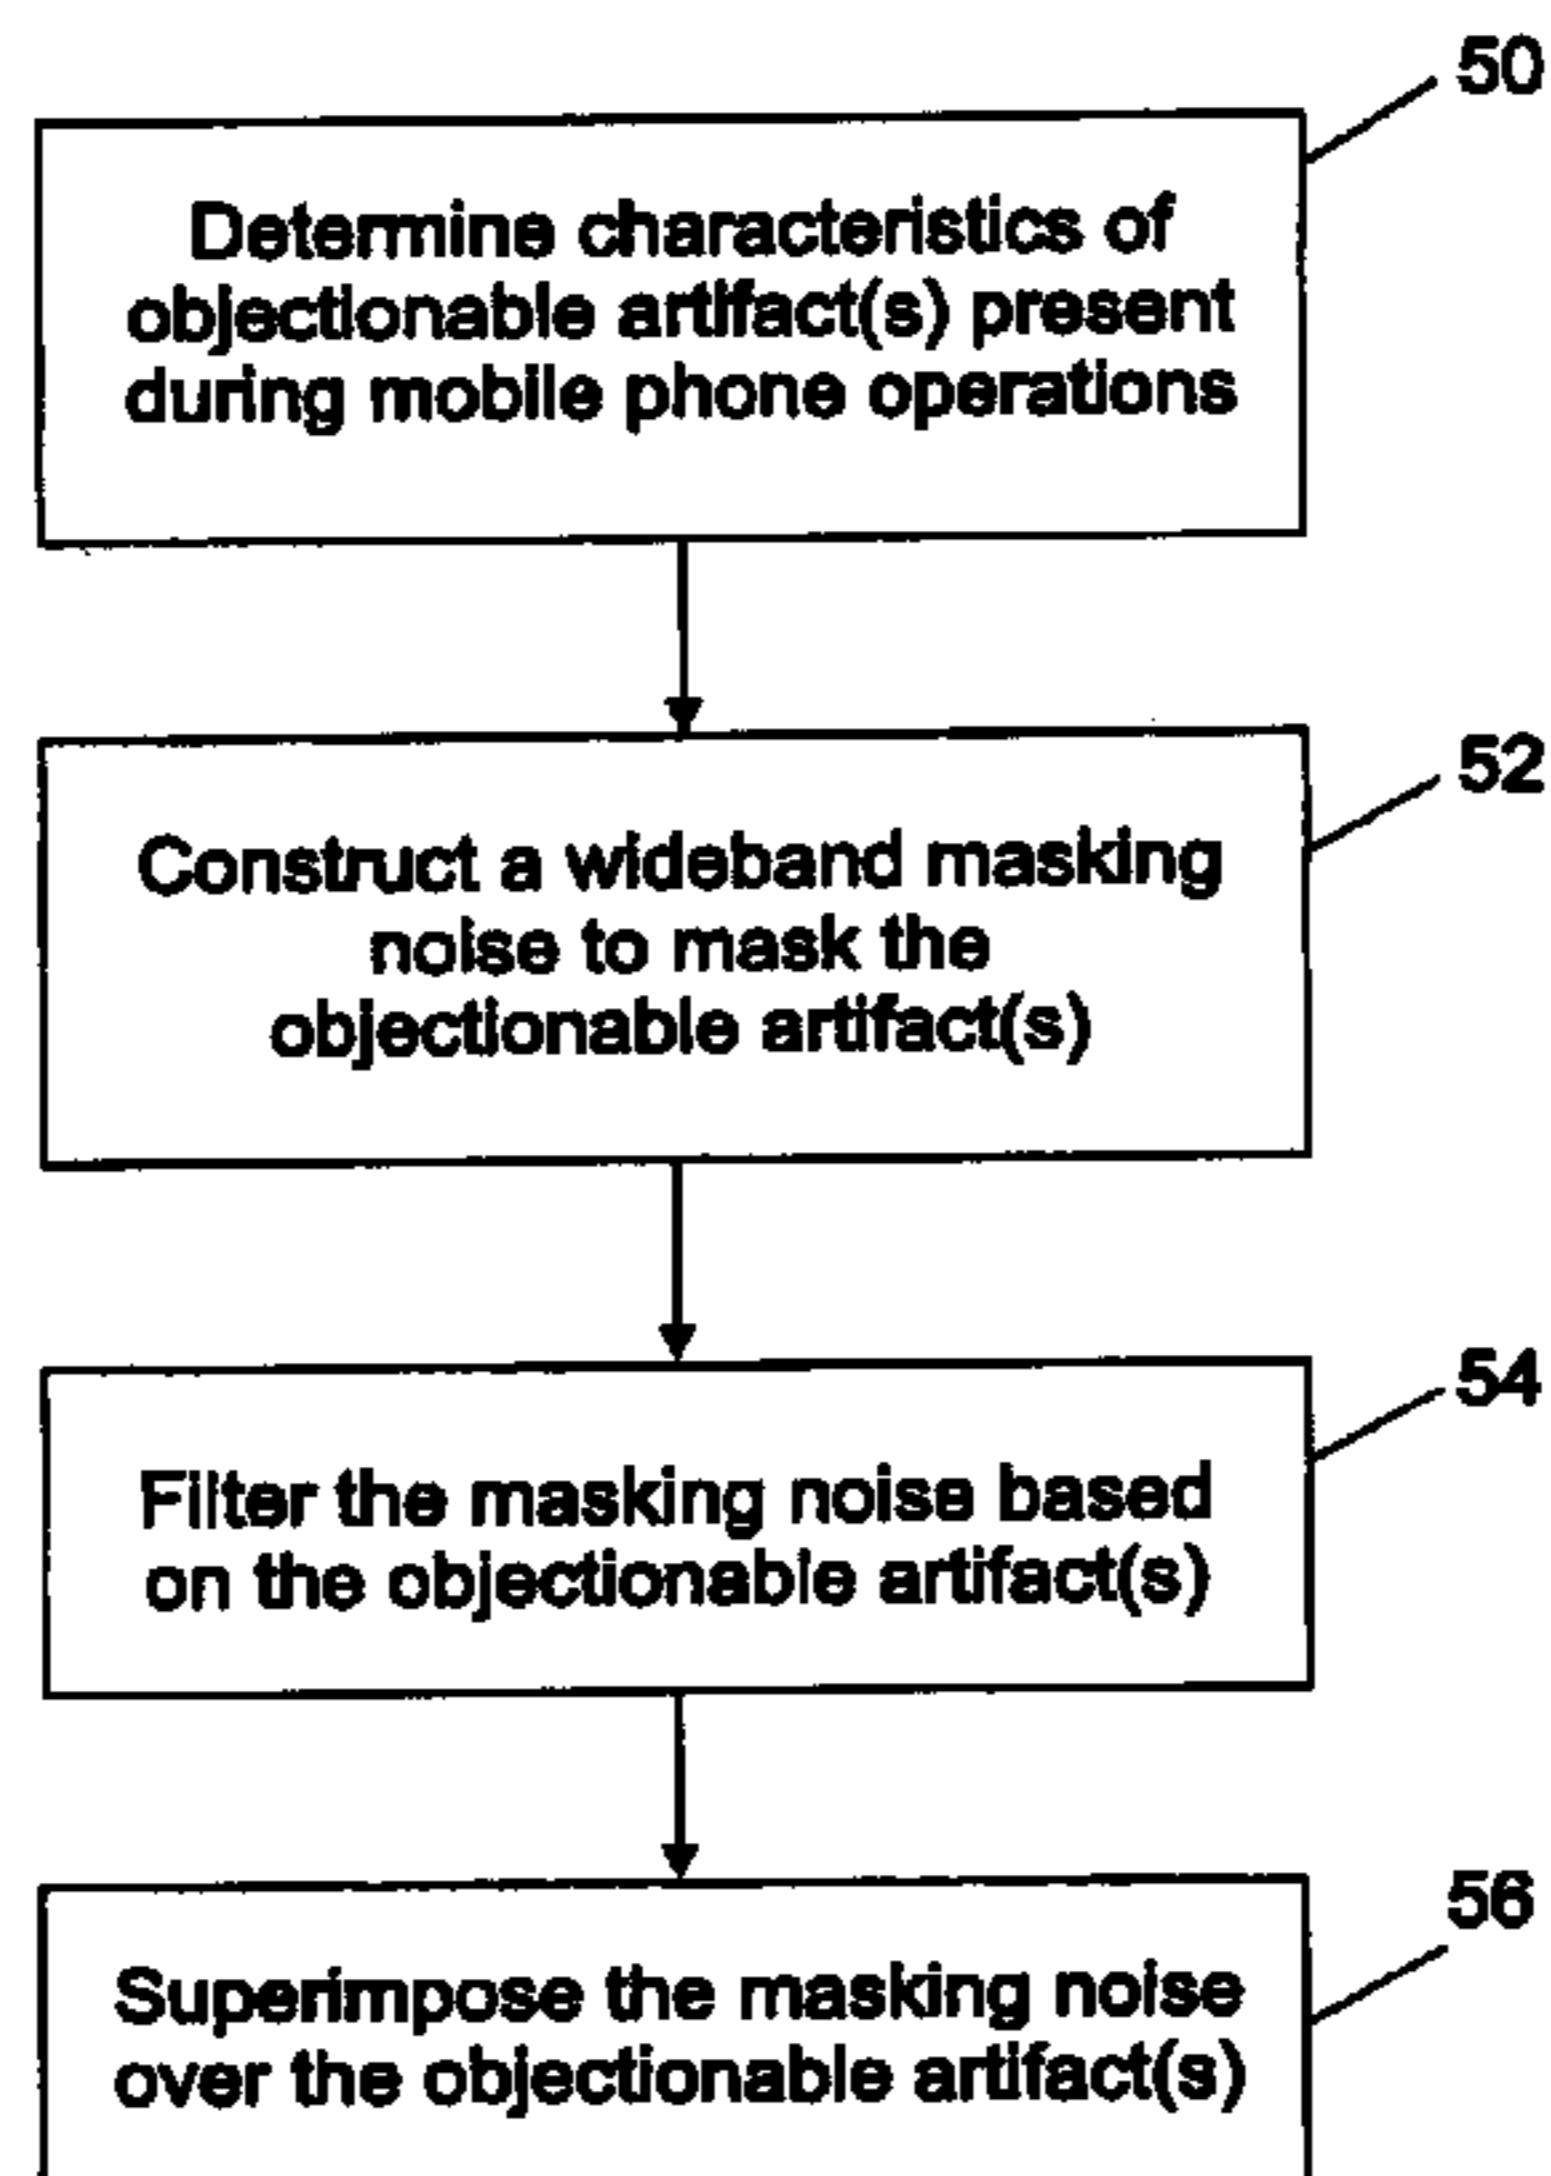 50
Determine characteristics of
objectionable artifact(s) present
during mobile phone operations
52
Construct a wideband masking
noise to mask the
objectionable artifact(s)
54
Filter the masking noise based
on the objectionable artifact(s)
56
Superimpose the masking noise
over the objectionable artifact(s)